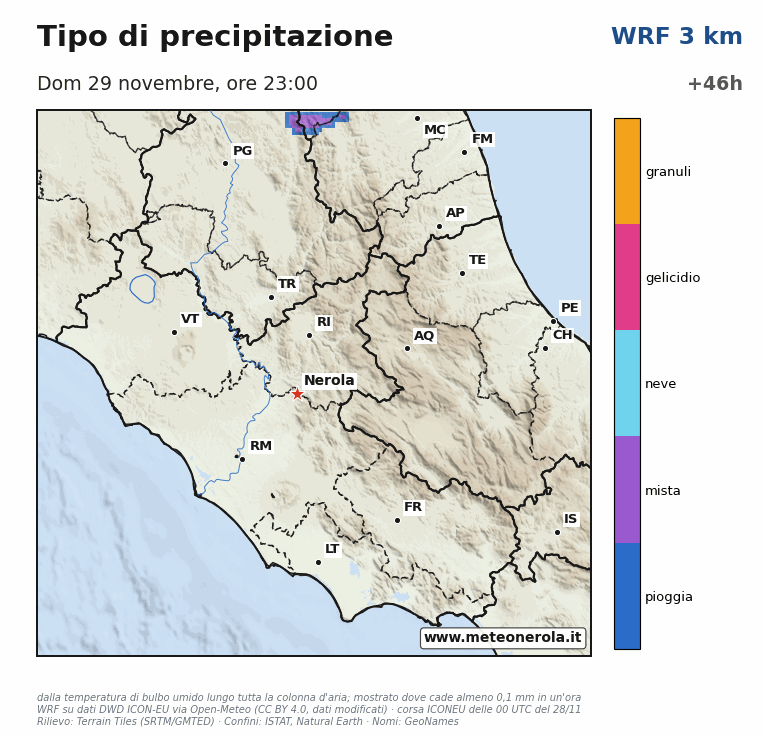 Tipo di precipitazione
WRF 3 km
Dom 29 novembre, ore 23:00
+46h
MC
FM
PG
AP
TE
TR
PE
VT
RI
AQ
CH
Nerola
RM
FR
IS
LT
www.meteonerola.it
granuli
gelicidio
neve
mista
pioggia
dalla temperatura di bulbo umido lungo tutta la colonna d'aria; mostrato dove cade almeno 0,1 mm in un'ora
WRF su dati DWD ICON-EU via Open-Meteo (CC BY 4.0, dati modificati) · corsa ICONEU delle 00 UTC del 28/11
Rilievo: Terrain Tiles (SRTM/GMTED) · Confini: ISTAT, Natural Earth · Nomi: GeoNames